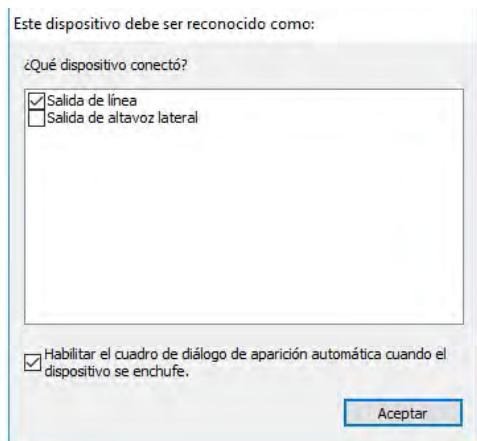 Este dispositivo debe ser reconocido como:
¿Qué dispositivo conectó?
Salida de línea
Salida de altavoz lateral
Habilitar el cuadro de diálogo de aparición automática cuando el
dispositivo se enchufe.
Aceptar